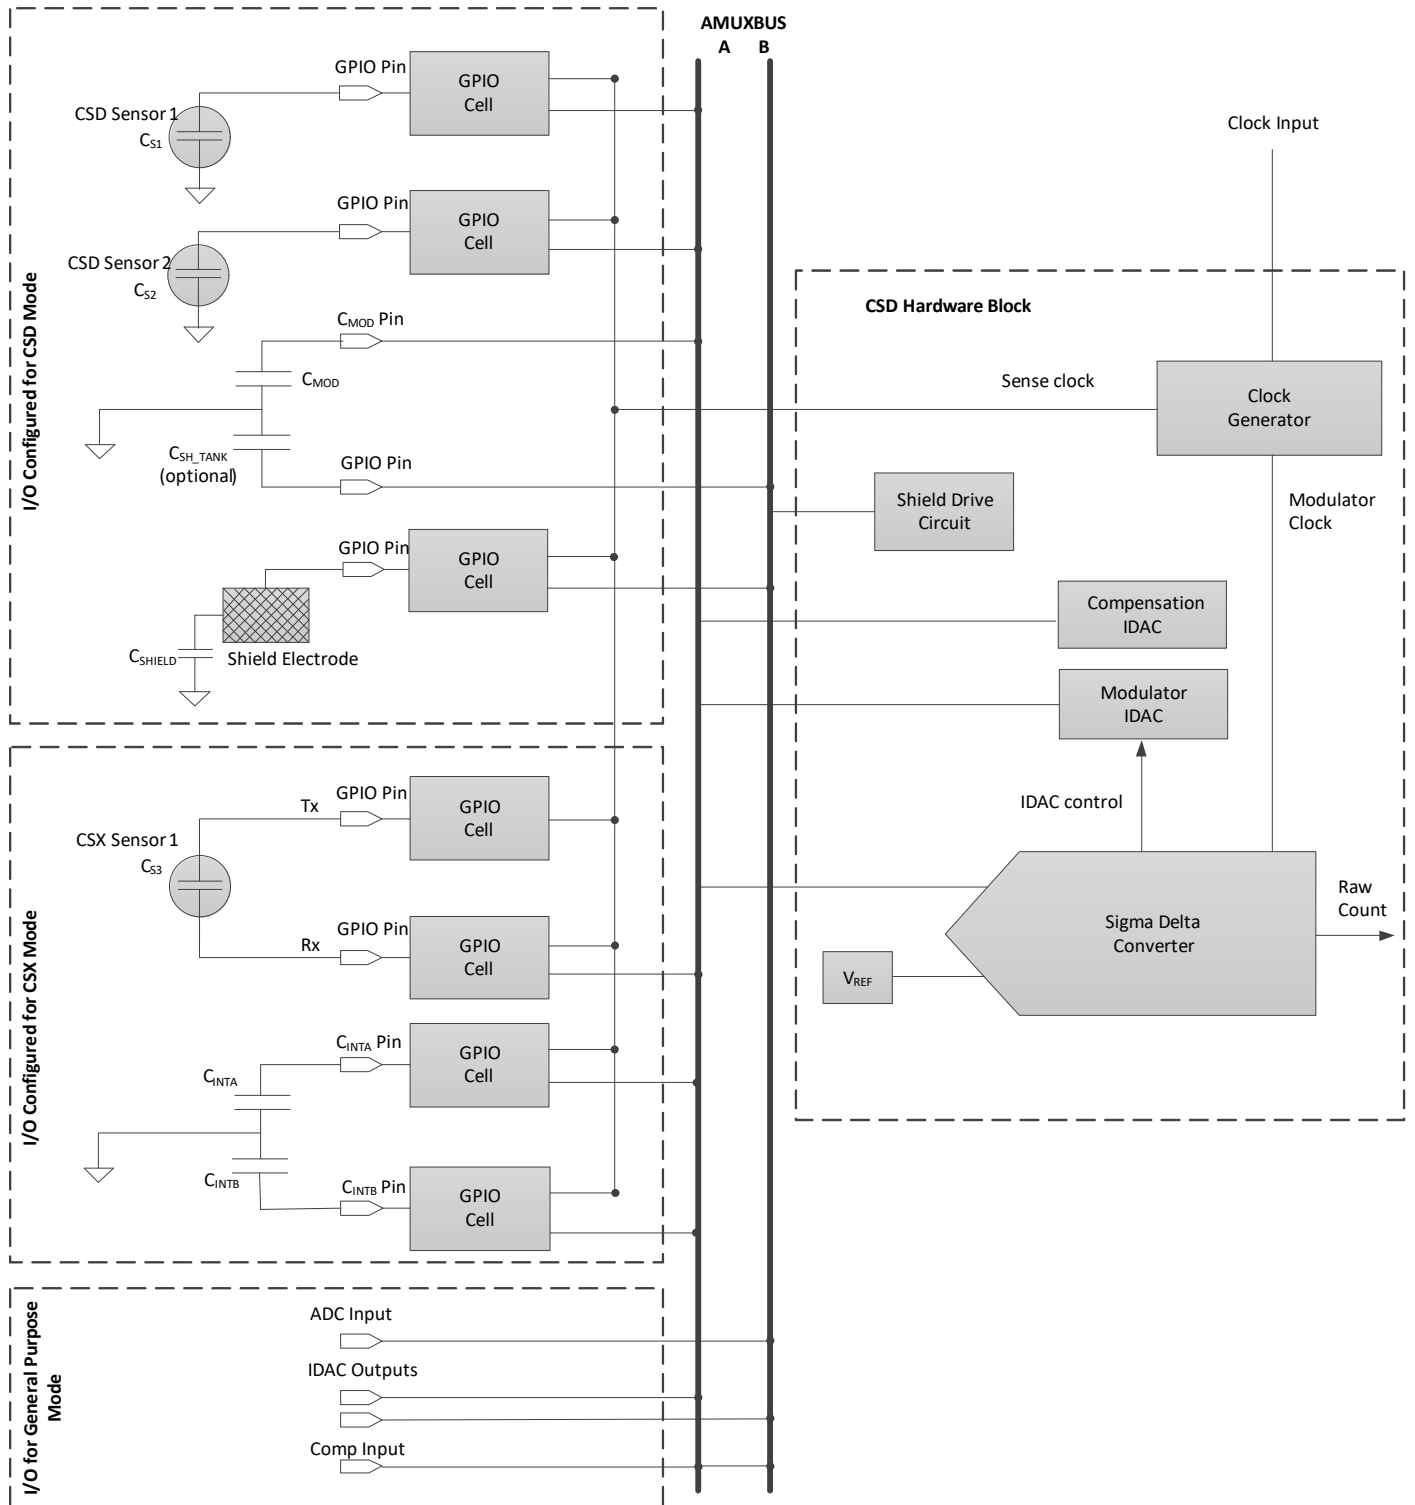 AMUXBUS
A B
I/O Configured for CSD Mode
GPIO Pin
GPIO
Cell
CSD Sensor 1
CS1
GPIO Pin
GPIO
Cell
CSD Sensor 2
CS2
CMOD Pin
CMOD
CSH_TANK
(optional)
GPIO Pin
GPIO Pin
GPIO
Cell
CSHIELD
Shield Electrode
I/O Configured for CSX Mode
Tx
GPIO Pin
GPIO
Cell
CSX Sensor 1
CS3
Rx
GPIO Pin
GPIO
Cell
CINTA Pin
GPIO
Cell
CINTA
CINTB
CINTB Pin
GPIO
Cell
I/O for General Purpose
Mode
ADC Input
IDAC Outputs
Comp Input
Clock Input
CSD Hardware Block
Sense clock
Clock
Generator
Shield Drive
Circuit
Modulator
Clock
Compensation
IDAC
Modulator
IDAC
IDAC control
Sigma Delta
Converter
Raw
Count
VREF